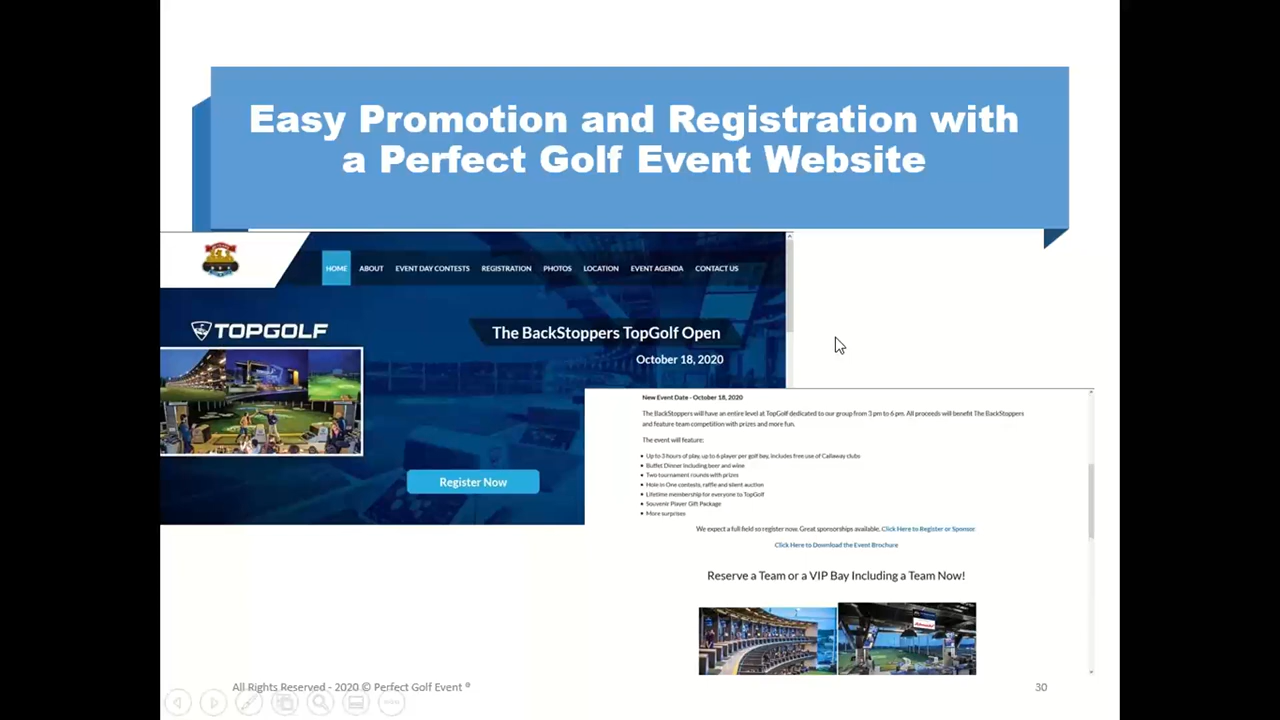 Easy Promotion and Registration with
a Perfect Golf Event Website
HOME ABOUT EVENT DAY CONTESTS REGISTRATION PHOTOS LOCATION EVENT AGENDA CONTACT US
TOPGOLF
The BackStoppers TopGolf Open
October 18, 2020
Register Now
New Event Date - October 18, 2020
The BackStoppers will have an entire level at TopGolf dedicated to our group from 3 pm to 6 pm. All proceeds will benefit The BackStoppers
and feature team competition with prizes and more fun.
The event will feature:
• Up to 3 hours of play, up to 6 player per golf bay, includes free use of Callaway clubs
• Buffet Dinner including beer and wine
• Two tournament rounds with prizes
• Hole in One contests, raffle and silent auction
• Lifetime membership for everyone to TopGolf
• Souvenir Player Gift Package
• More surprises
We expect a full field so register now. Great sponsorships available. Click Here to Register or Sponsor
Click Here to Download the Event Brochure
Reserve a Team or a VIP Bay Including a Team Now!
All Rights Reserved - 2020 © Perfect Golf Event ®
30